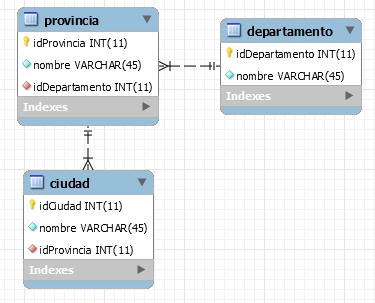 provincia
idProvincia INT(11)
nombre VARCHAR(45)
idDepartamento INT(11)
Indexes
departamento
idDepartamento INT(11)
nombre VARCHAR(45)
Indexes
ciudad
idCiudad INT(11)
nombre VARCHAR(45)
idProvincia INT(11)
Indexes